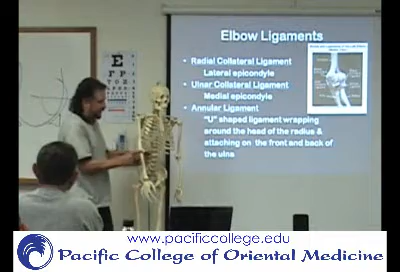 Elbow Ligaments
• Radial Collateral Ligament
Lateral epicondyle
• Ulnar Collateral Ligament
Medial epicondyle
• Annular Ligament
"U" shaped ligament wrapping
around the head of the radius &
attaching on the front and back of
the ulna
E
F P
www.pacificcollege.edu
Pacific College of Oriental Medicine